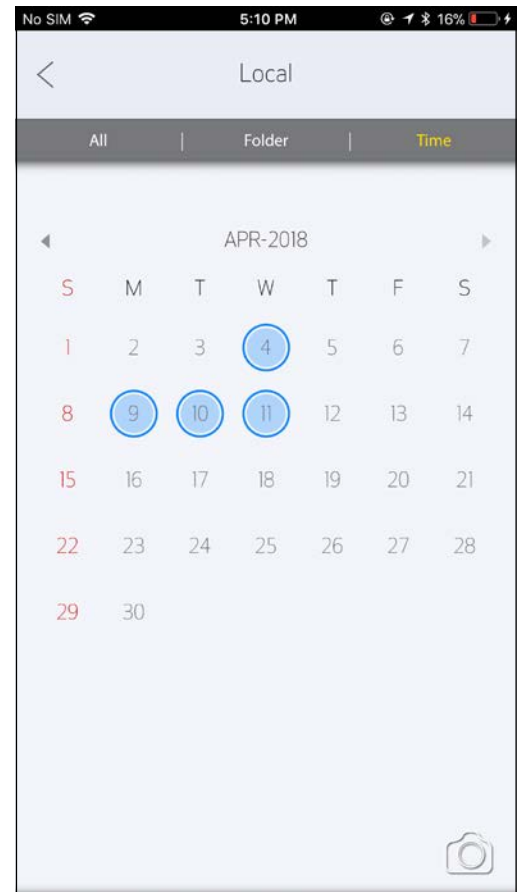 No SIM 5:10 PM 16%
Local
All | Folder | Time
APR-2018
S M T W T F S
1 2 3 4 5 6 7
8 9 10 11 12 13 14
15 16 17 18 19 20 21
22 23 24 25 26 27 28
29 30